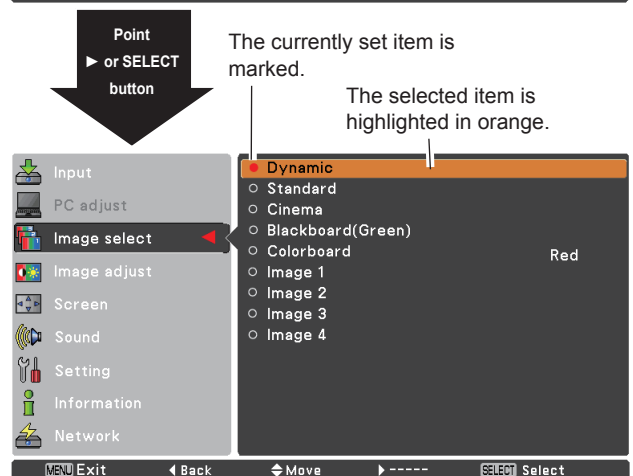 Point
► or SELECT
button
The currently set item is
marked.
The selected item is
highlighted in orange.
Input
PC adjust
Image select
Image adjust
Screen
Sound
Setting
Information
Network
Dynamic
Standard
Cinema
Blackboard(Green)
Colorboard Red
Image 1
Image 2
Image 3
Image 4
MENU Exit ◄ Back Move ► ----- SELECT Select